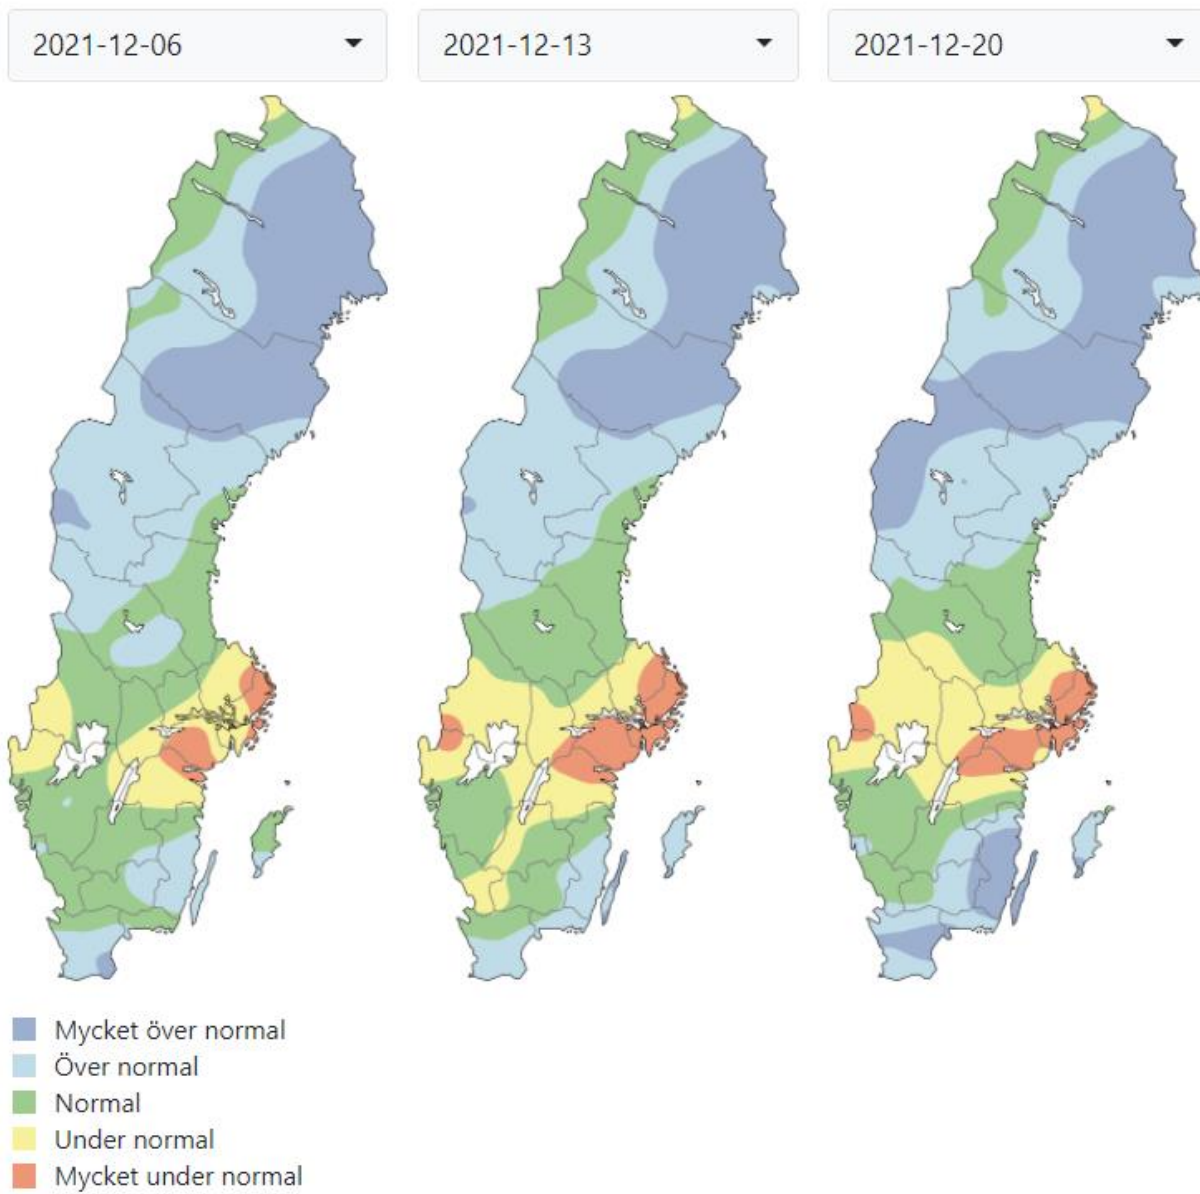 2021-12-06
2021-12-13
2021-12-20
Mycket över normal
Över normal
Normal
Under normal
Mycket under normal